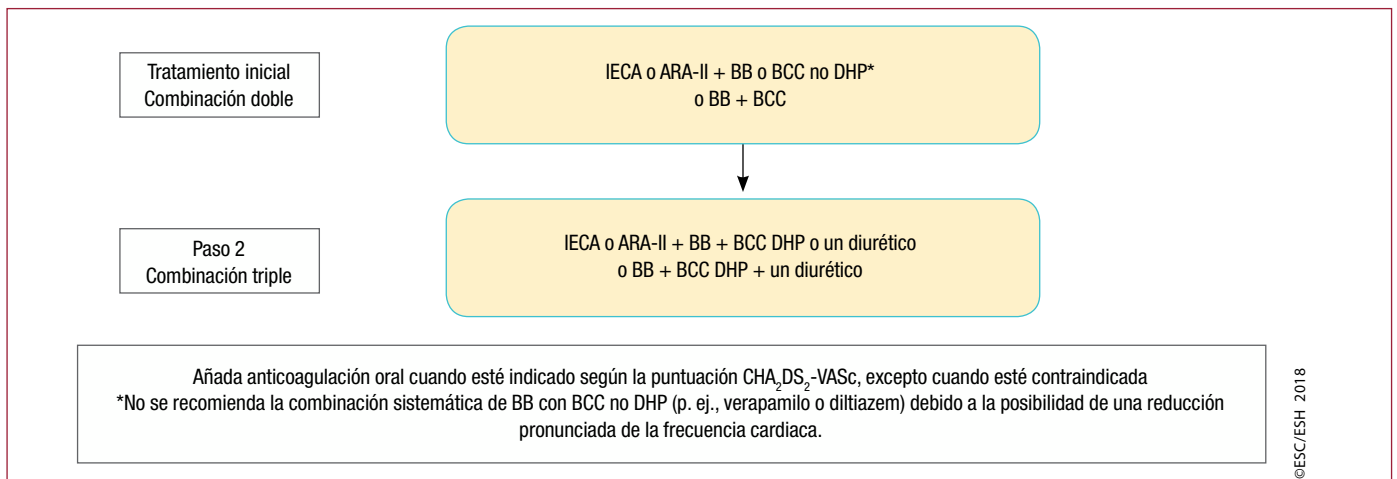 Tratamiento inicial
Combinación doble
IECA o ARA-II + BB o BCC no DHP*
o BB + BCC
Paso 2
Combinación triple
IECA o ARA-II + BB + BCC DHP o un diurético
o BB + BCC DHP + un diurético
Añada anticoagulación oral cuando esté indicado según la puntuación CHA₂DS₂-VASc, excepto cuando esté contraindicada
*No se recomienda la combinación sistemática de BB con BCC no DHP (p. ej., verapamilo o diltiazem) debido a la posibilidad de una reducción
pronunciada de la frecuencia cardiaca.
©ESC/ESH 2018